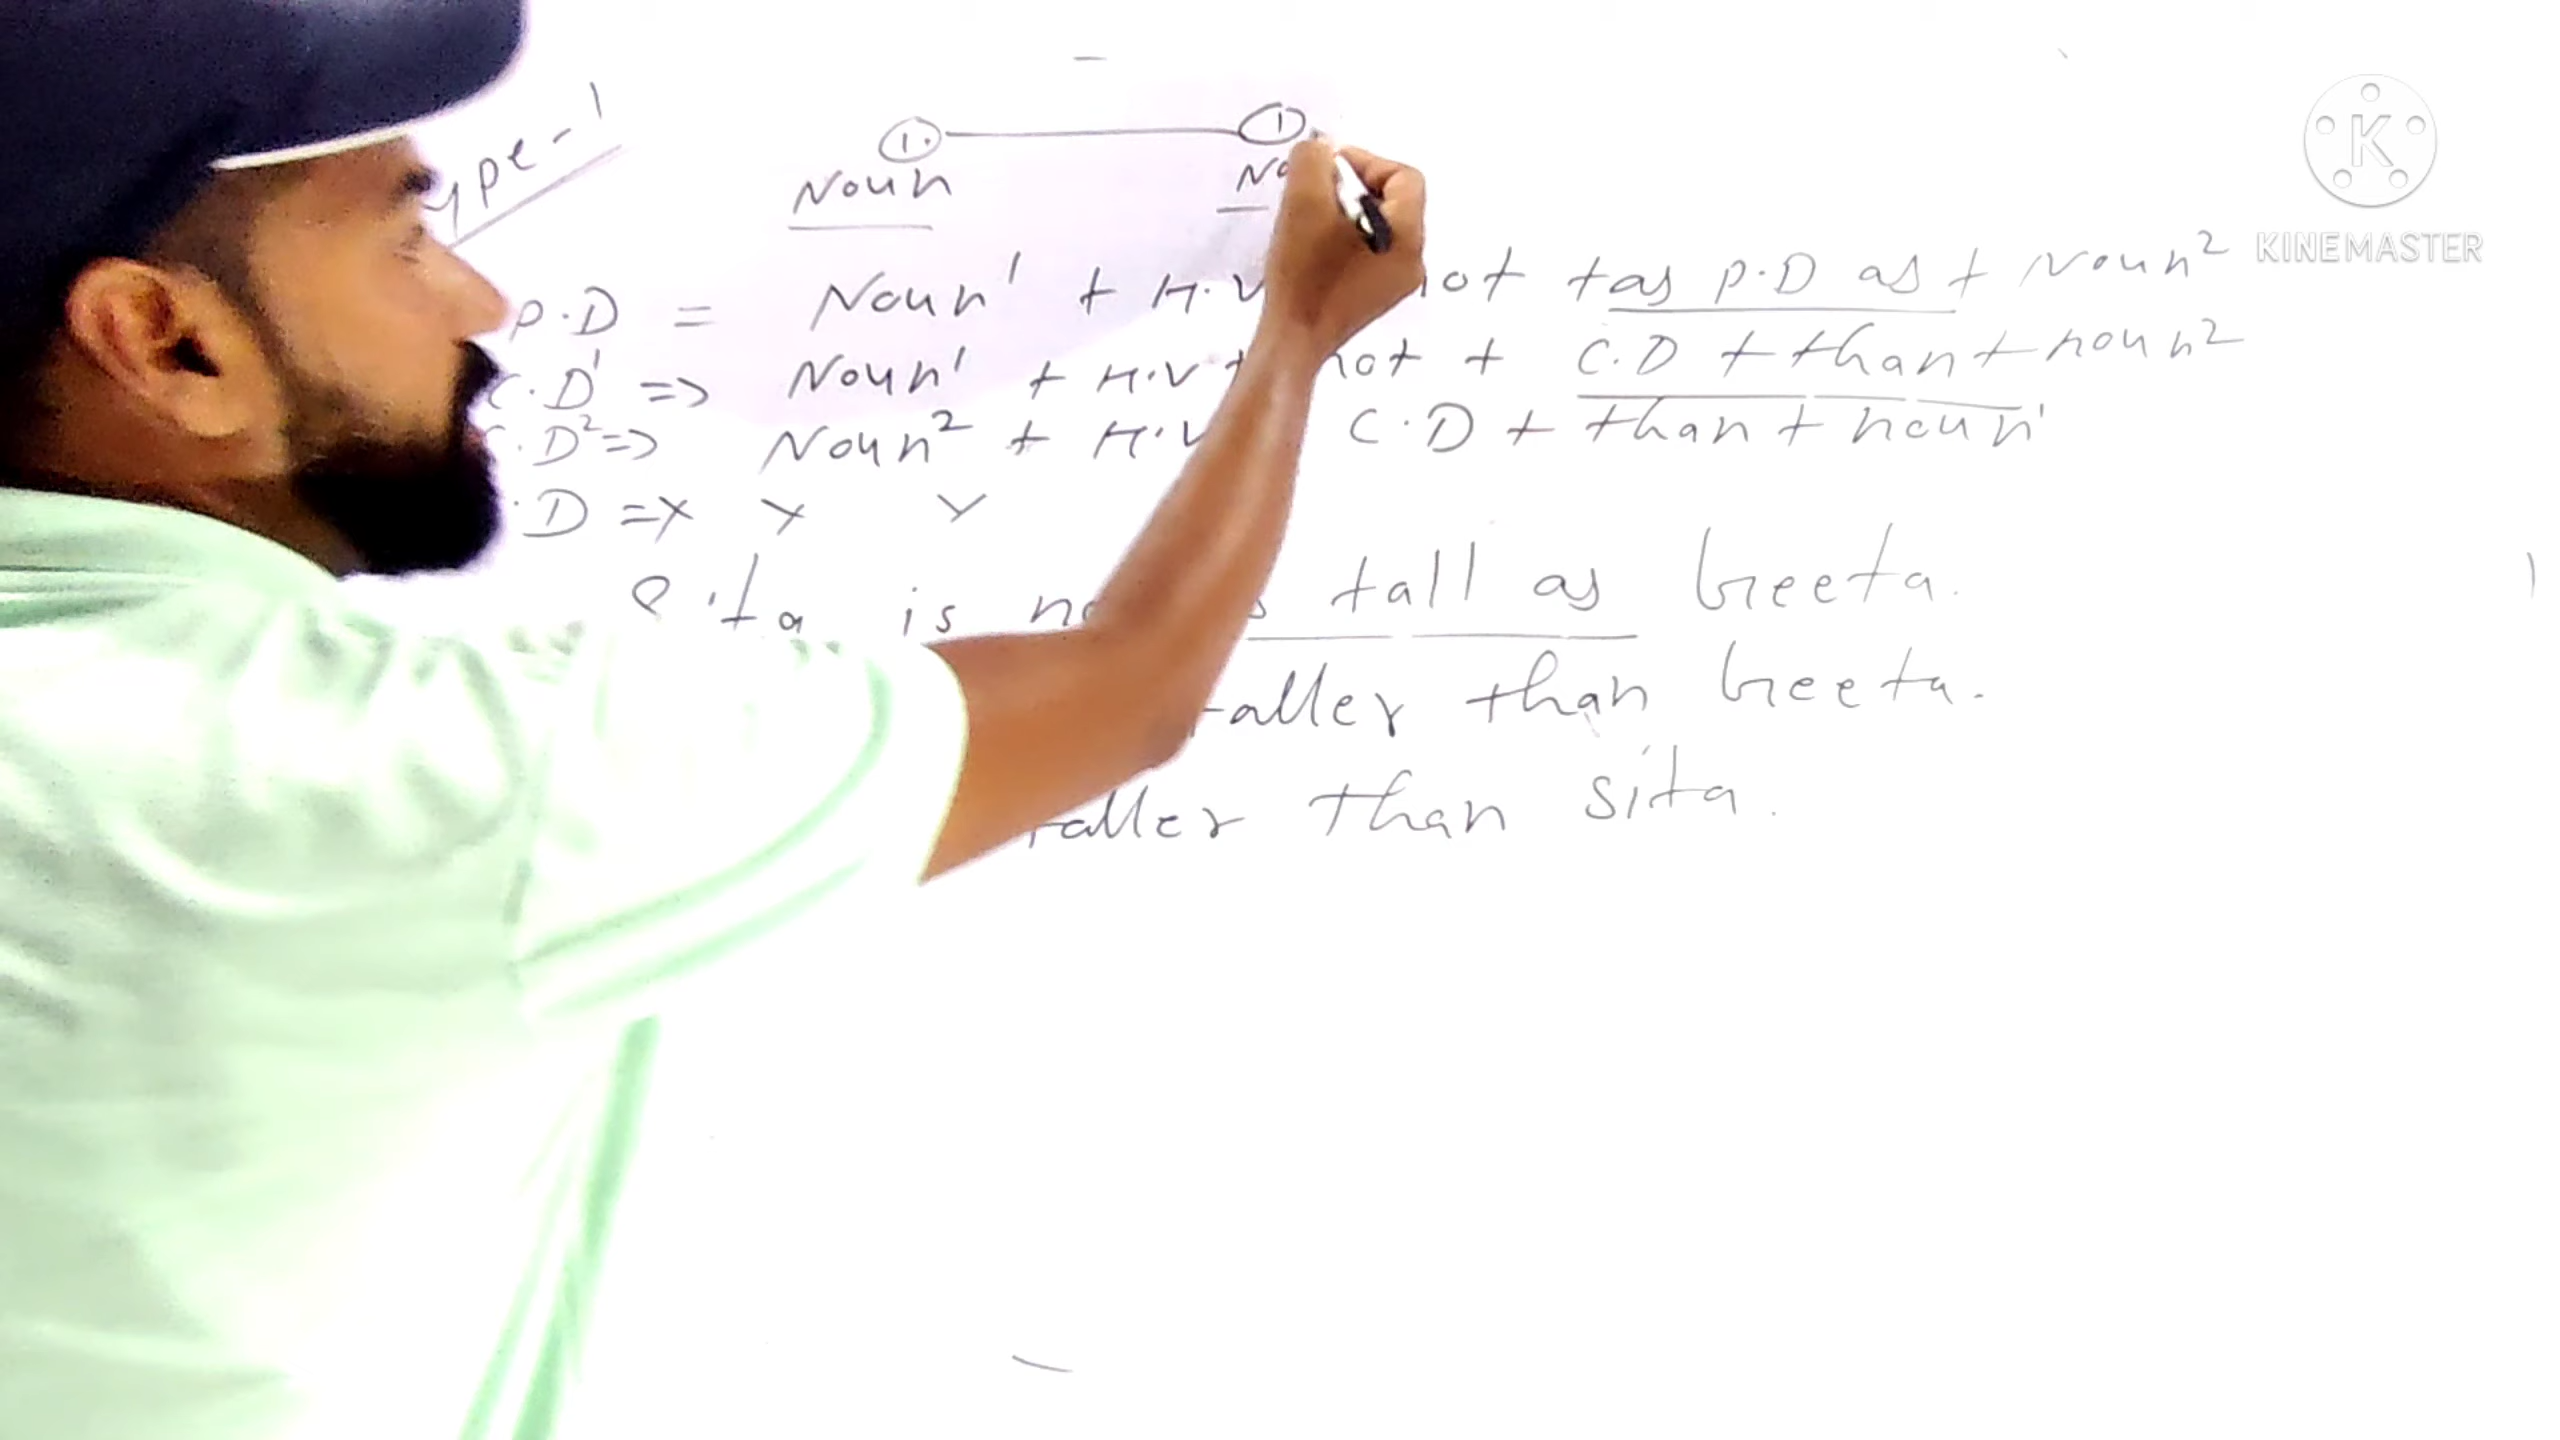 ype-1
1. 1
Noun No
P.D = Noun¹ + H.V not + as P.D as + Noun²
C.D¹ => Noun¹ + H.V + not + C.D + than + noun²
.D² => Noun² + H.V C.D + than + noun¹
.D => x x
is tall as Geeta.
taller than Geeta.
taller than sita.
K
KINEMASTER